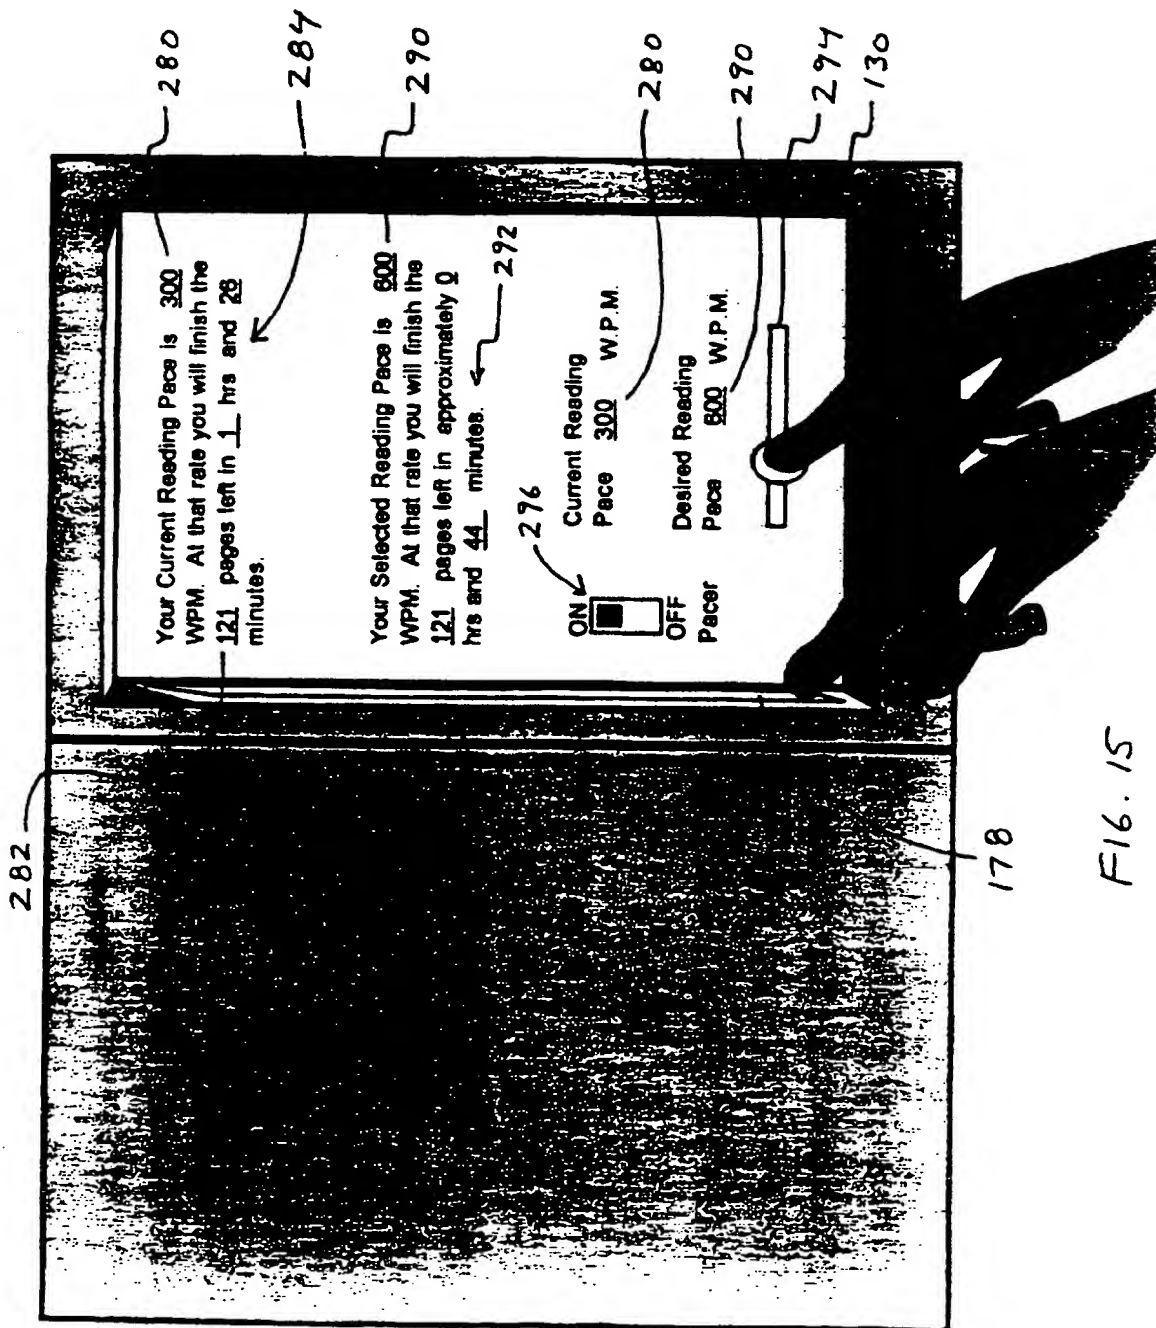 282
Your Current Reading Pace is 300
WPM. At that rate you will finish the
121 pages left in 1 hrs and 26
minutes.
280
284
Your Selected Reading Pace is 600
WPM. At that rate you will finish the
121 pages left in approximately 0
hrs and 44 minutes.
290
292
296
ON
OFF
Pacer
Current Reading
Pace 300 W.P.M.
280
Desired Reading
Pace 600 W.P.M.
290
294
130
178
FIG. 15